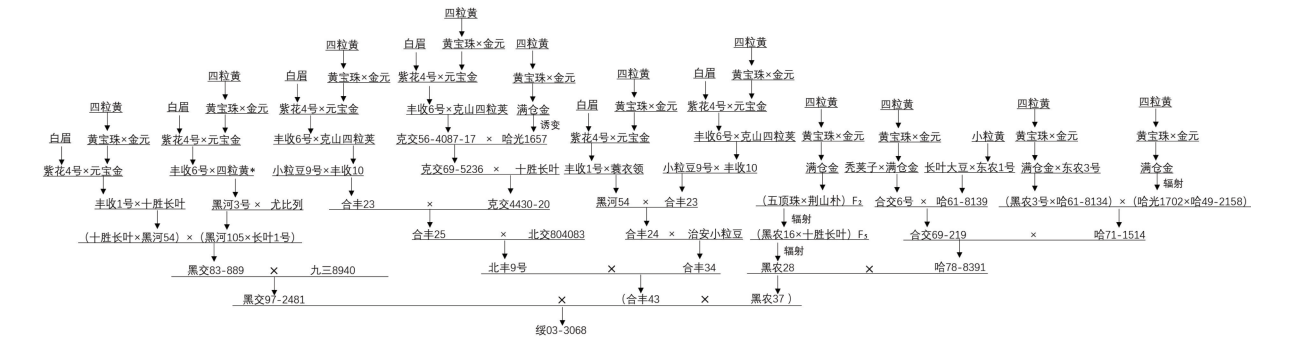 四粒黄
四粒黄 白眉 黄宝珠×金元 四粒黄 四粒黄
四粒黄 白眉 黄宝珠×金元 紫花4号×元宝金 黄宝珠×金元 四粒黄 白眉 黄宝珠×金元
四粒黄 白眉 黄宝珠×金元 紫花4号×元宝金 丰收6号×克山四粒荚 满仓金 白眉 黄宝珠×金元 紫花4号×元宝金 四粒黄 四粒黄 四粒黄 四粒黄
诱变
白眉 黄宝珠×金元 紫花4号×元宝金 丰收6号×克山四粒荚 克交56-4087-17 × 哈光1657 紫花4号×元宝金 丰收6号×克山四粒荚 黄宝珠×金元 黄宝珠×金元 小粒黄 黄宝珠×金元 黄宝珠×金元
紫花4号×元宝金 丰收6号×四粒黄* 小粒豆9号×丰收10 克交69-5236 × 十胜长叶 丰收1号×蓑衣领 小粒豆9号× 丰收10 满仓金 秃荚子×满仓金 长叶大豆×东农1号 满仓金×东农3号 满仓金
辐射
丰收1号×十胜长叶 黑河3号 × 尤比列 合丰23 × 克交4430-20 黑河54 × 合丰23 (五顶珠×荆山朴) F₂ 合交6号 × 哈61-8139 (黑农3号×哈61-8134) ×(哈光1702×哈49-2158)
辐射
(十胜长叶×黑河54) ×(黑河105×长叶1号) 合丰25 × 北交804083 合丰24 × 治安小粒豆 (黑农16×十胜长叶) F₅ 合交69-219 × 哈71-1514
辐射
黑交83-889 × 九三8940 北丰9号 × 合丰34 黑农28 × 哈78-8391
黑交97-2481 × (合丰43 × 黑农37 )
绥03-3068